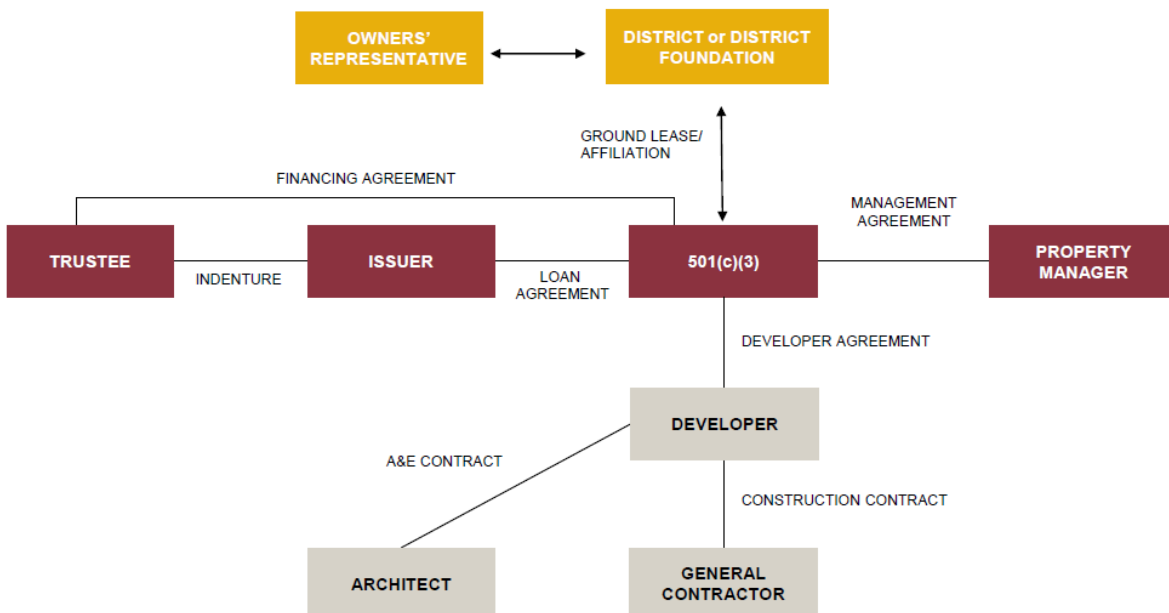 OWNERS'
REPRESENTATIVE
DISTRICT or DISTRICT
FOUNDATION
GROUND LEASE/
AFFILIATION
FINANCING AGREEMENT
MANAGEMENT
AGREEMENT
TRUSTEE
INDENTURE
ISSUER
LOAN
AGREEMENT
501(c)(3)
PROPERTY
MANAGER
DEVELOPER AGREEMENT
DEVELOPER
A&E CONTRACT
CONSTRUCTION CONTRACT
ARCHITECT
GENERAL
CONTRACTOR